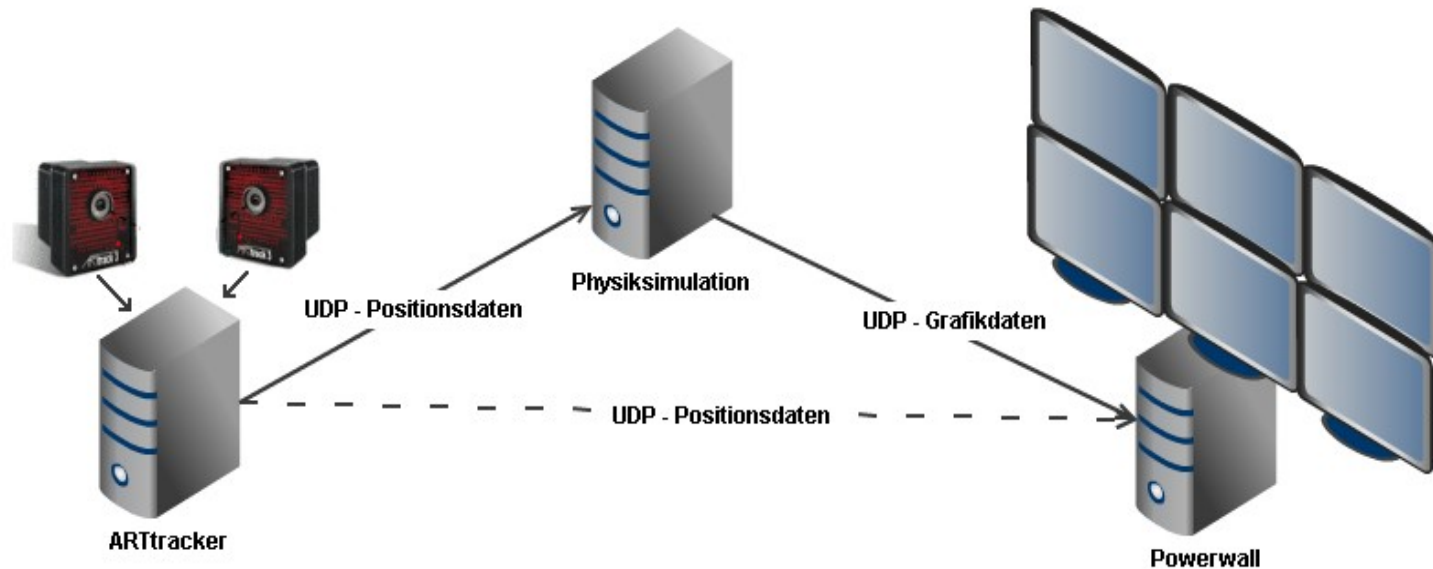 Physiksimulation
UDP - Positionsdaten
UDP - Grafikdaten
UDP - Positionsdaten
ARTtracker
Powerwall